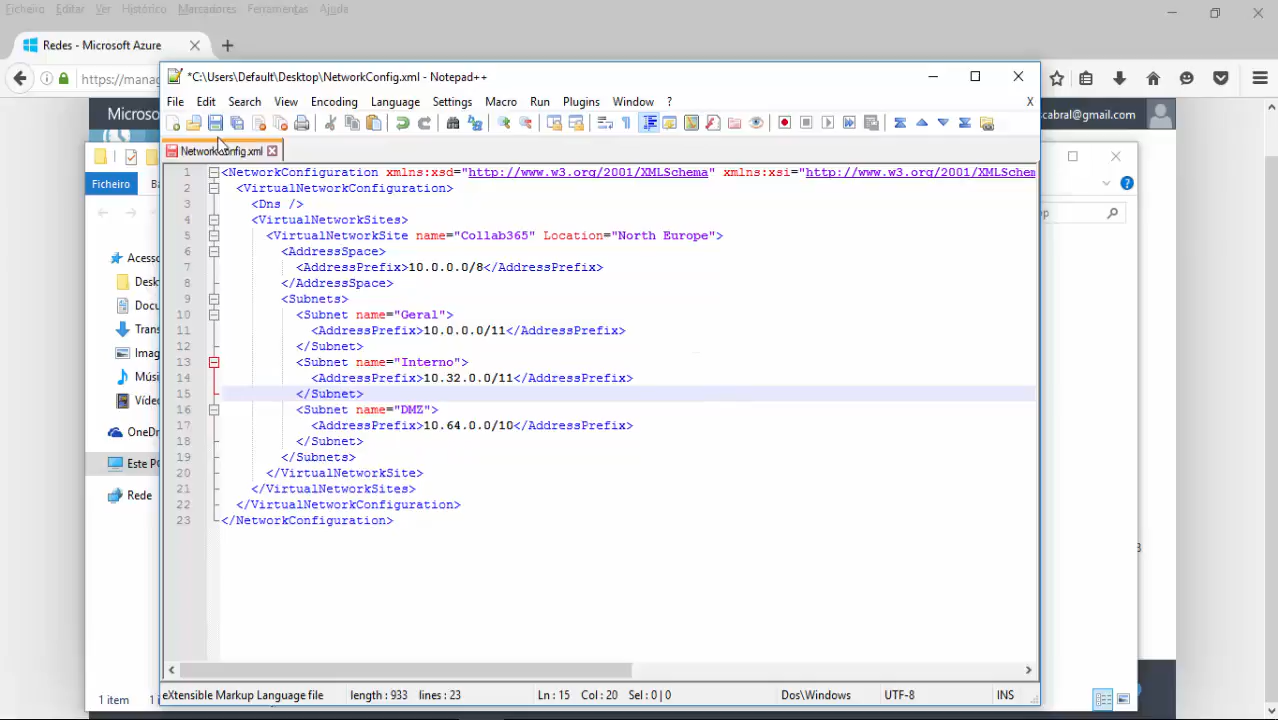 Ficheiro Editar Ver Histórico Marcadores Ferramentas Ajuda
Redes - Microsoft Azure
https://mana
*C:\Users\Default\Desktop\NetworkConfig.xml - Notepad++
File Edit Search View Encoding Language Settings Macro Run Plugins Window ? X
NetworkConfig.xml
1 <NetworkConfiguration xmlns:xsd="http://www.w3.org/2001/XMLSchema" xmlns:xsi="http://www.w3.org/2001/XMLSchem
2 <VirtualNetworkConfiguration>
3 <Dns />
4 <VirtualNetworkSites>
5 <VirtualNetworkSite name="Collab365" Location="North Europe">
6 <AddressSpace>
7 <AddressPrefix>10.0.0.0/8</AddressPrefix>
8 </AddressSpace>
9 <Subnets>
10 <Subnet name="Geral">
11 <AddressPrefix>10.0.0.0/11</AddressPrefix>
12 </Subnet>
13 <Subnet name="Interno">
14 <AddressPrefix>10.32.0.0/11</AddressPrefix>
15 </Subnet>
16 <Subnet name="DMZ">
17 <AddressPrefix>10.64.0.0/10</AddressPrefix>
18 </Subnet>
19 </Subnets>
20 </VirtualNetworkSite>
21 </VirtualNetworkSites>
22 </VirtualNetworkConfiguration>
23 </NetworkConfiguration>
eXtensible Markup Language file length : 933 lines : 23 Ln : 15 Col : 20 Sel : 0 | 0 Dos\Windows UTF-8 INS
Microso
scabral@gmail.com
Ficheiro
Acesso
Desk
Docu
Trans
Imag
Músi
Vídeo
OneDr
Este PC
Rede
1 item